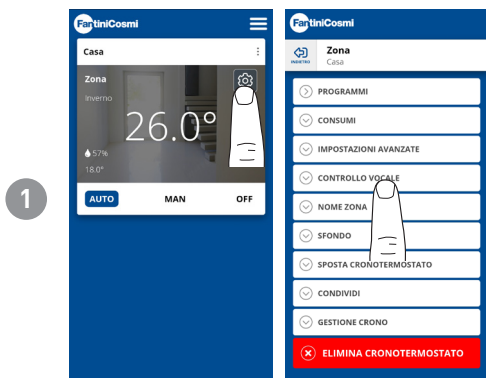 1
FantiniCosmi
Casa
Zona
Inverno
26.0°
57%
18.0°
AUTO MAN OFF
FantiniCosmi
INDIETRO
Zona
Casa
PROGRAMMI
CONSUMI
IMPOSTAZIONI AVANZATE
CONTROLLO VOCALE
NOME ZONA
SFONDO
SPOSTA CRONOTERMOSTATO
CONDIVIDI
GESTIONE CRONO
ELIMINA CRONOTERMOSTATO